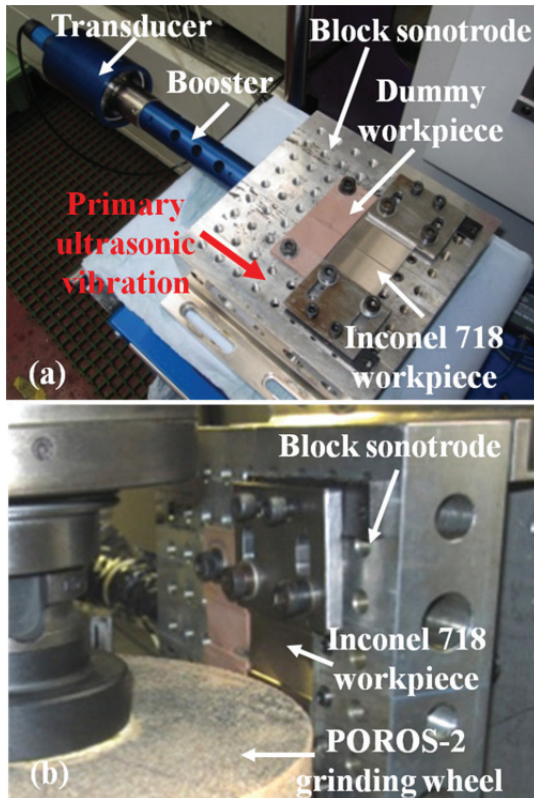 Transducer
Block sonotrode
Booster
Dummy
workpiece
Primary
ultrasonic
vibration
Inconel 718
workpiece
(a)
Block sonotrode
Inconel 718
workpiece
POROS-2
grinding wheel
(b)